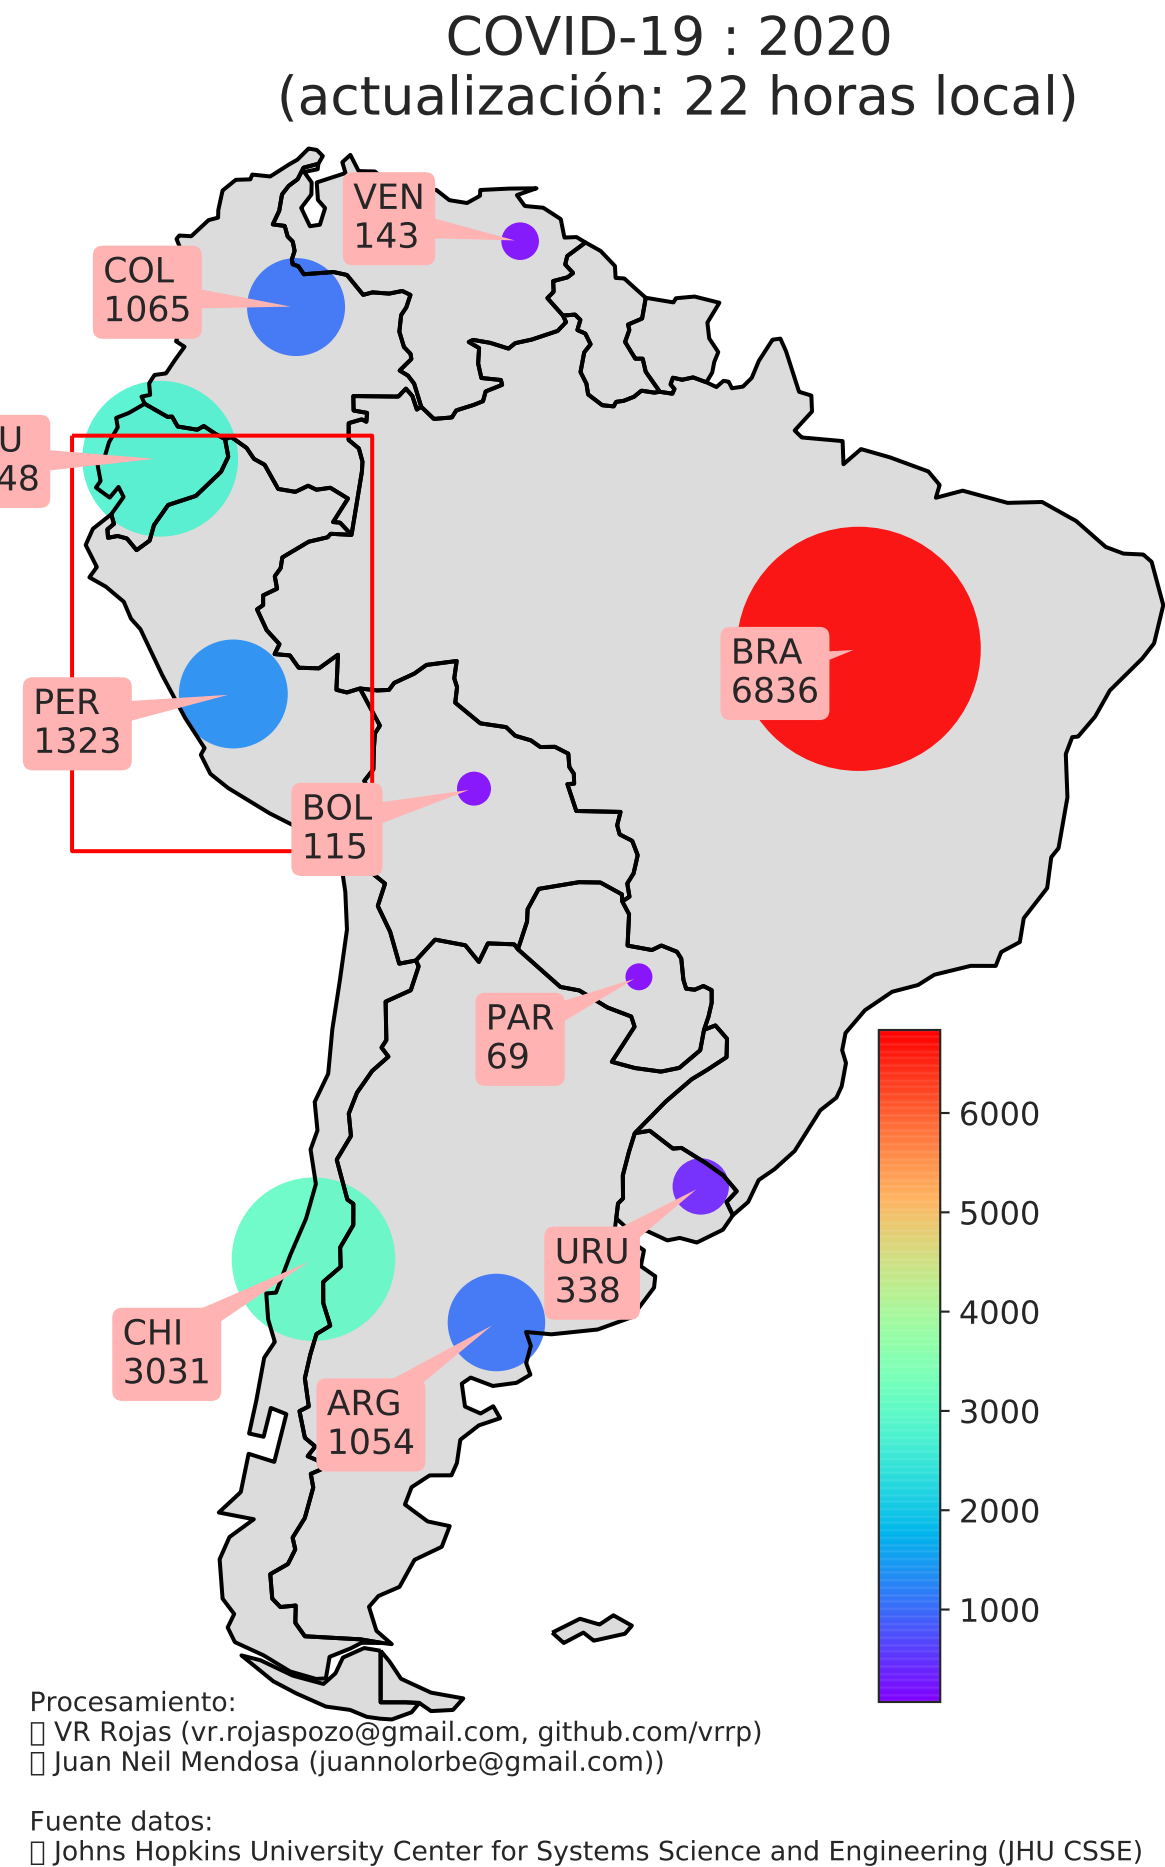 COVID-19 : 2020
(actualización: 22 horas local)
VEN
143
COL
1065
U
48
BRA
6836
PER
1323
BOL
115
PAR
69
URU
338
CHI
3031
ARG
1054
6000
5000
4000
3000
2000
1000
Procesamiento:
VR Rojas (vr.rojaspozo@gmail.com, github.com/vrrp)
Juan Neil Mendosa (juannolorbe@gmail.com))
Fuente datos:
Johns Hopkins University Center for Systems Science and Engineering (JHU CSSE)